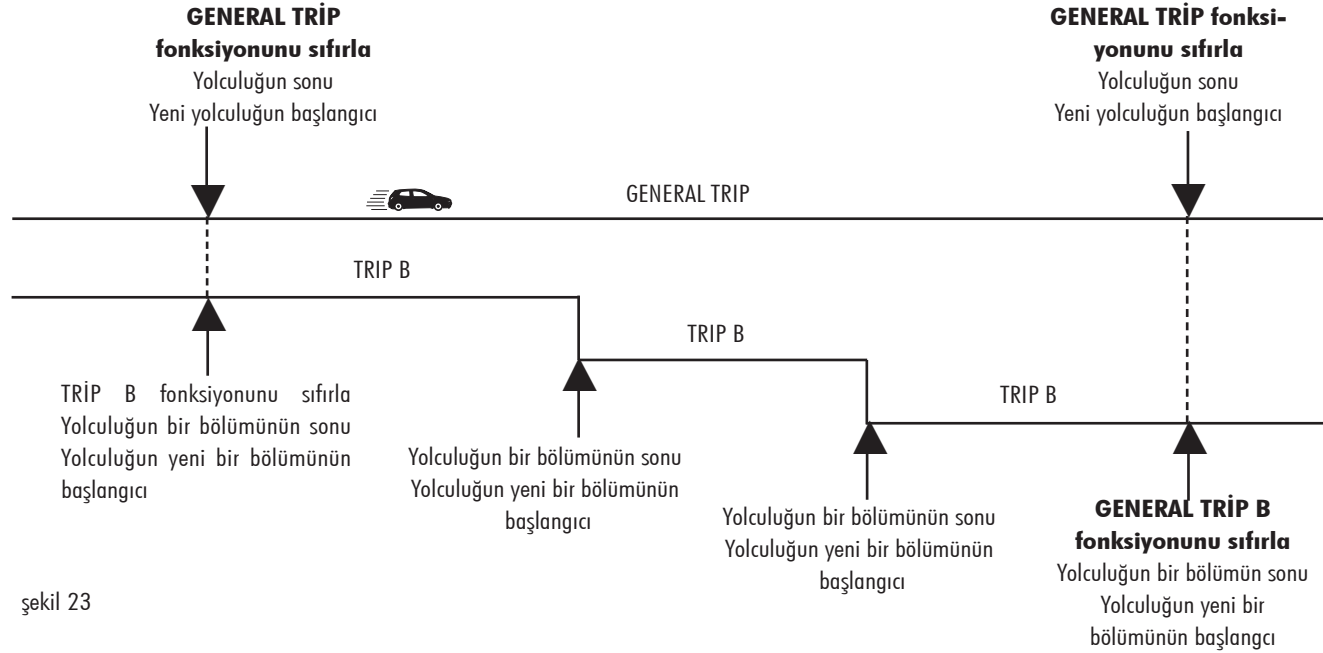 GENERAL TRİP
fonksiyonunu sıfırla
Yolculuğun sonu
Yeni yolculuğun başlangıcı
GENERAL TRİP fonksi-
yonunu sıfırla
Yolculuğun sonu
Yeni yolculuğun başlangıcı
GENERAL TRIP
TRIP B
TRIP B
TRIP B
TRİP B fonksiyonunu sıfırla
Yolculuğun bir bölümünün sonu
Yolculuğun yeni bir bölümünün
başlangıcı
Yolculuğun bir bölümünün sonu
Yolculuğun yeni bir bölümünün
başlangıcı
Yolculuğun bir bölümünün sonu
Yolculuğun yeni bir bölümünün
başlangıcı
GENERAL TRİP B
fonksiyonunu sıfırla
Yolculuğun bir bölümün sonu
Yolculuğun yeni bir
bölümünün başlangcı
şekil 23